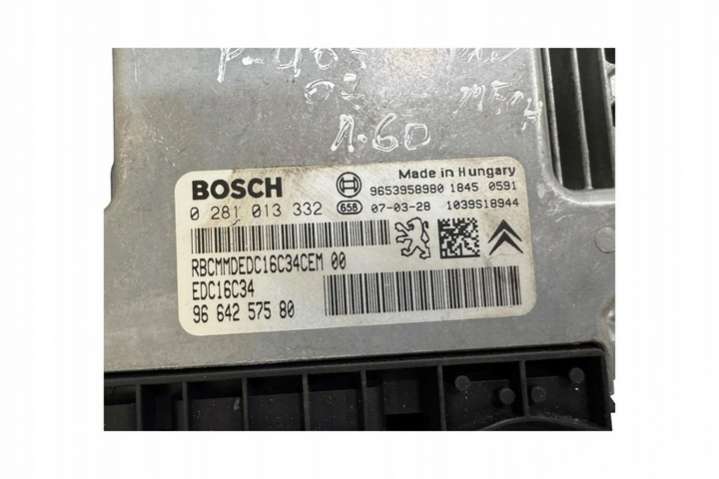 1.60
Made in Hungary
BOSCH
9653958980 1845 0591
0 281 013 332 658 07-03-28 1039S18944
RBCMMDEDC16C34CEM 00
EDC16C34
96 642 575 80